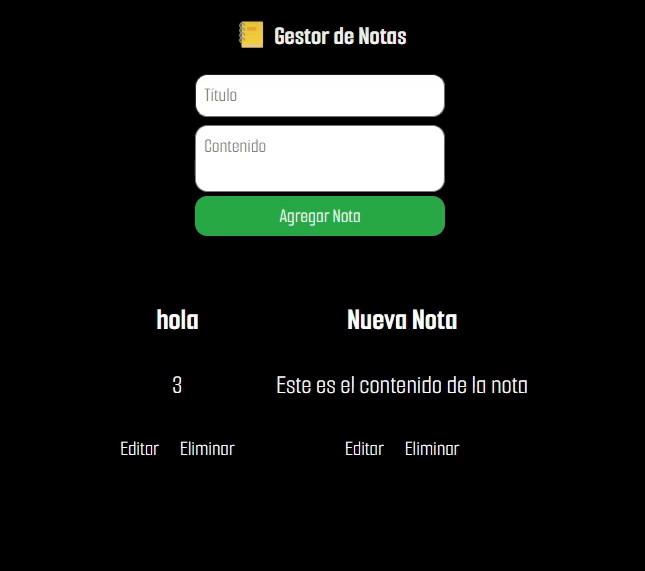 Gestor de Notas
Título
Contenido
Agregar Nota
hola
Nueva Nota
3
Este es el contenido de la nota
Editar Eliminar
Editar Eliminar